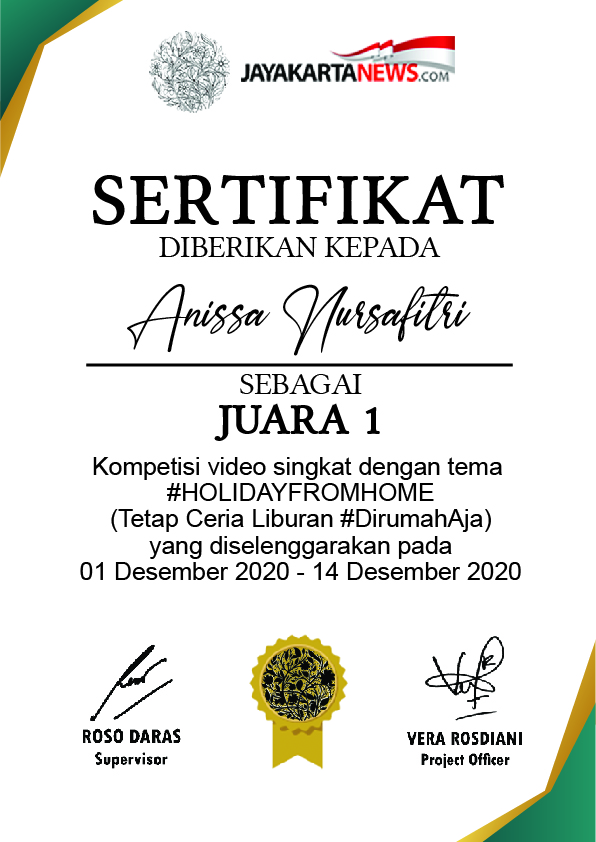 JAYAKARTANEWS.COM
SERTIFIKAT
DIBERIKAN KEPADA
Anissa Nursafitri
SEBAGAI
JUARA 1
Kompetisi video singkat dengan tema
#HOLIDAYFROMHOME
(Tetap Ceria Liburan #DirumahAja)
yang diselenggarakan pada
01 Desember 2020 - 14 Desember 2020
ROSO DARAS
Supervisor
VERA ROSDIANI
Project Officer